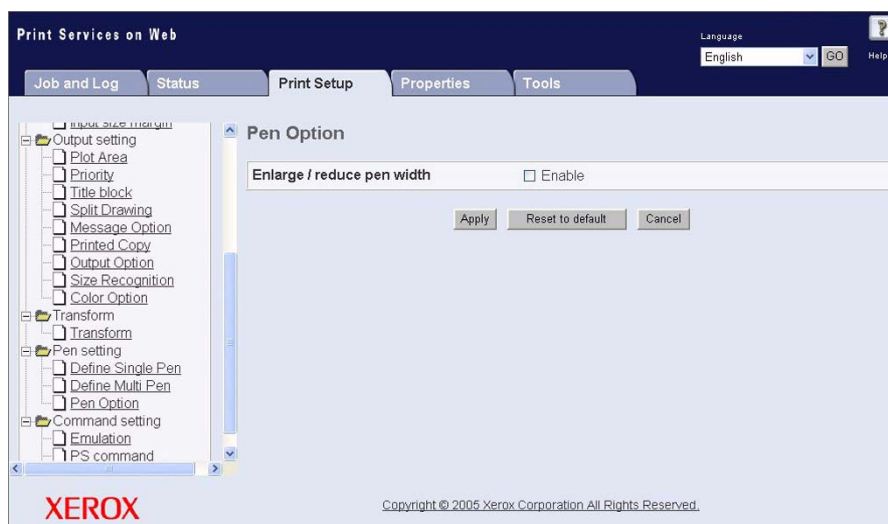 Print Services on Web
Language
English
GO
Help
Job and Log
Status
Print Setup
Properties
Tools
Input size margin
Output setting
Plot Area
Priority
Title block
Split Drawing
Message Option
Printed Copy
Output Option
Size Recognition
Color Option
Transform
Transform
Pen setting
Define Single Pen
Define Multi Pen
Pen Option
Command setting
Emulation
PS command
Pen Option
Enlarge / reduce pen width
Enable
Apply
Reset to default
Cancel
XEROX
Copyright © 2005 Xerox Corporation All Rights Reserved.